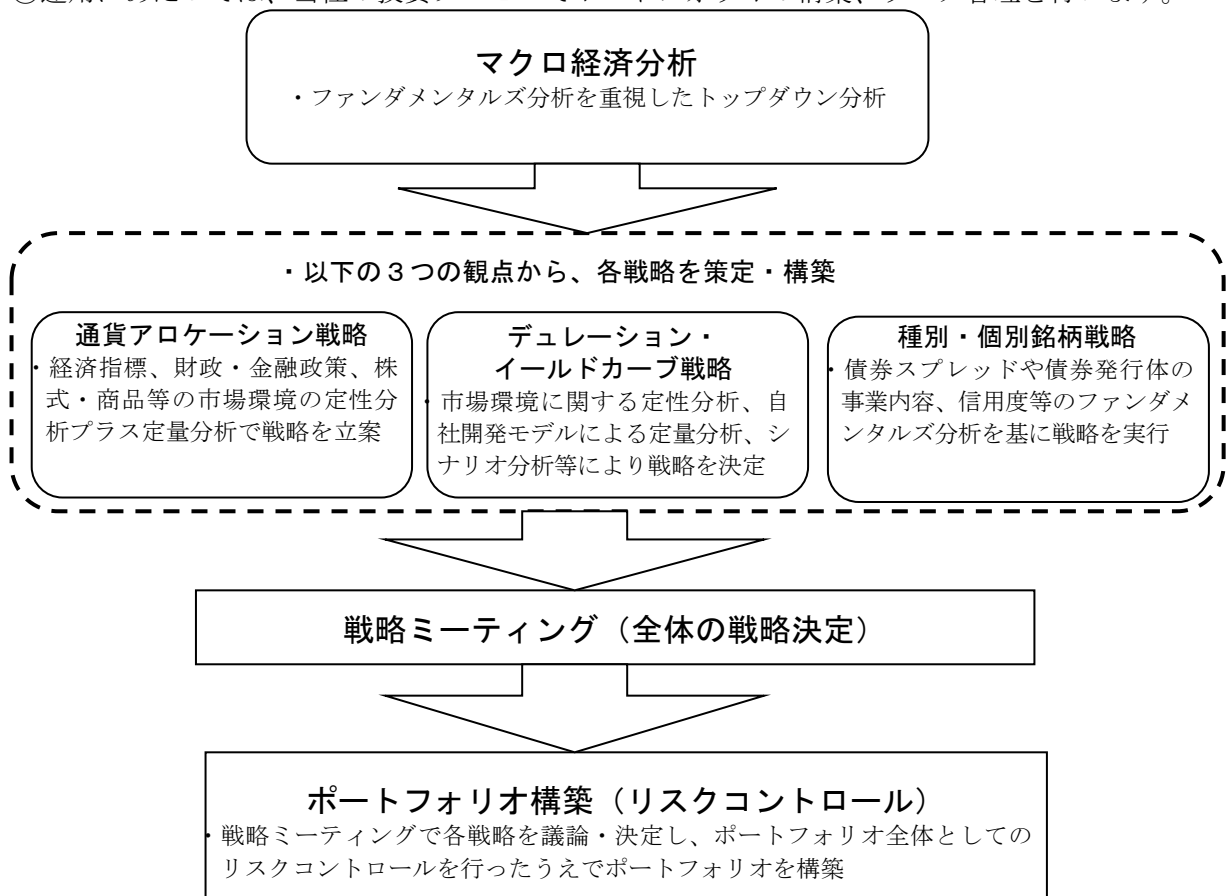 マクロ経済分析
・ファンダメンタルズ分析を重視したトップダウン分析
・以下の３つの観点から、各戦略を策定・構築
通貨アロケーション戦略
・経済指標、財政・金融政策、株
式・商品等の市場環境の定性分
析プラス定量分析で戦略を立案
デュレーション・
イールドカーブ戦略
・市場環境に関する定性分析、自
社開発モデルによる定量分析、シ
ナリオ分析等により戦略を決定
種別・個別銘柄戦略
・債券スプレッドや債券発行体の
事業内容、信用度等のファンダメ
ンタルズ分析を基に戦略を実行
戦略ミーティング（全体の戦略決定）
ポートフォリオ構築（リスクコントロール）
・戦略ミーティングで各戦略を議論・決定し、ポートフォリオ全体としての
リスクコントロールを行ったうえでポートフォリオを構築